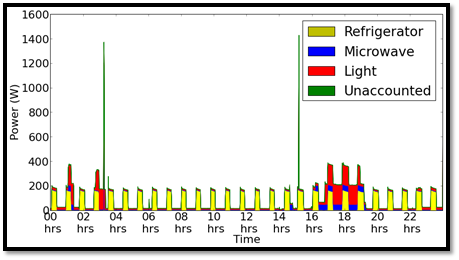 1600
1400
1200
1000
800
600
400
200
0
Power (W)
Refrigerator
Microwave
Light
Unaccounted
00 02 04 06 08 10 12 14 16 18 20 22
hrs hrs hrs hrs hrs hrs hrs hrs hrs hrs hrs hrs
Time